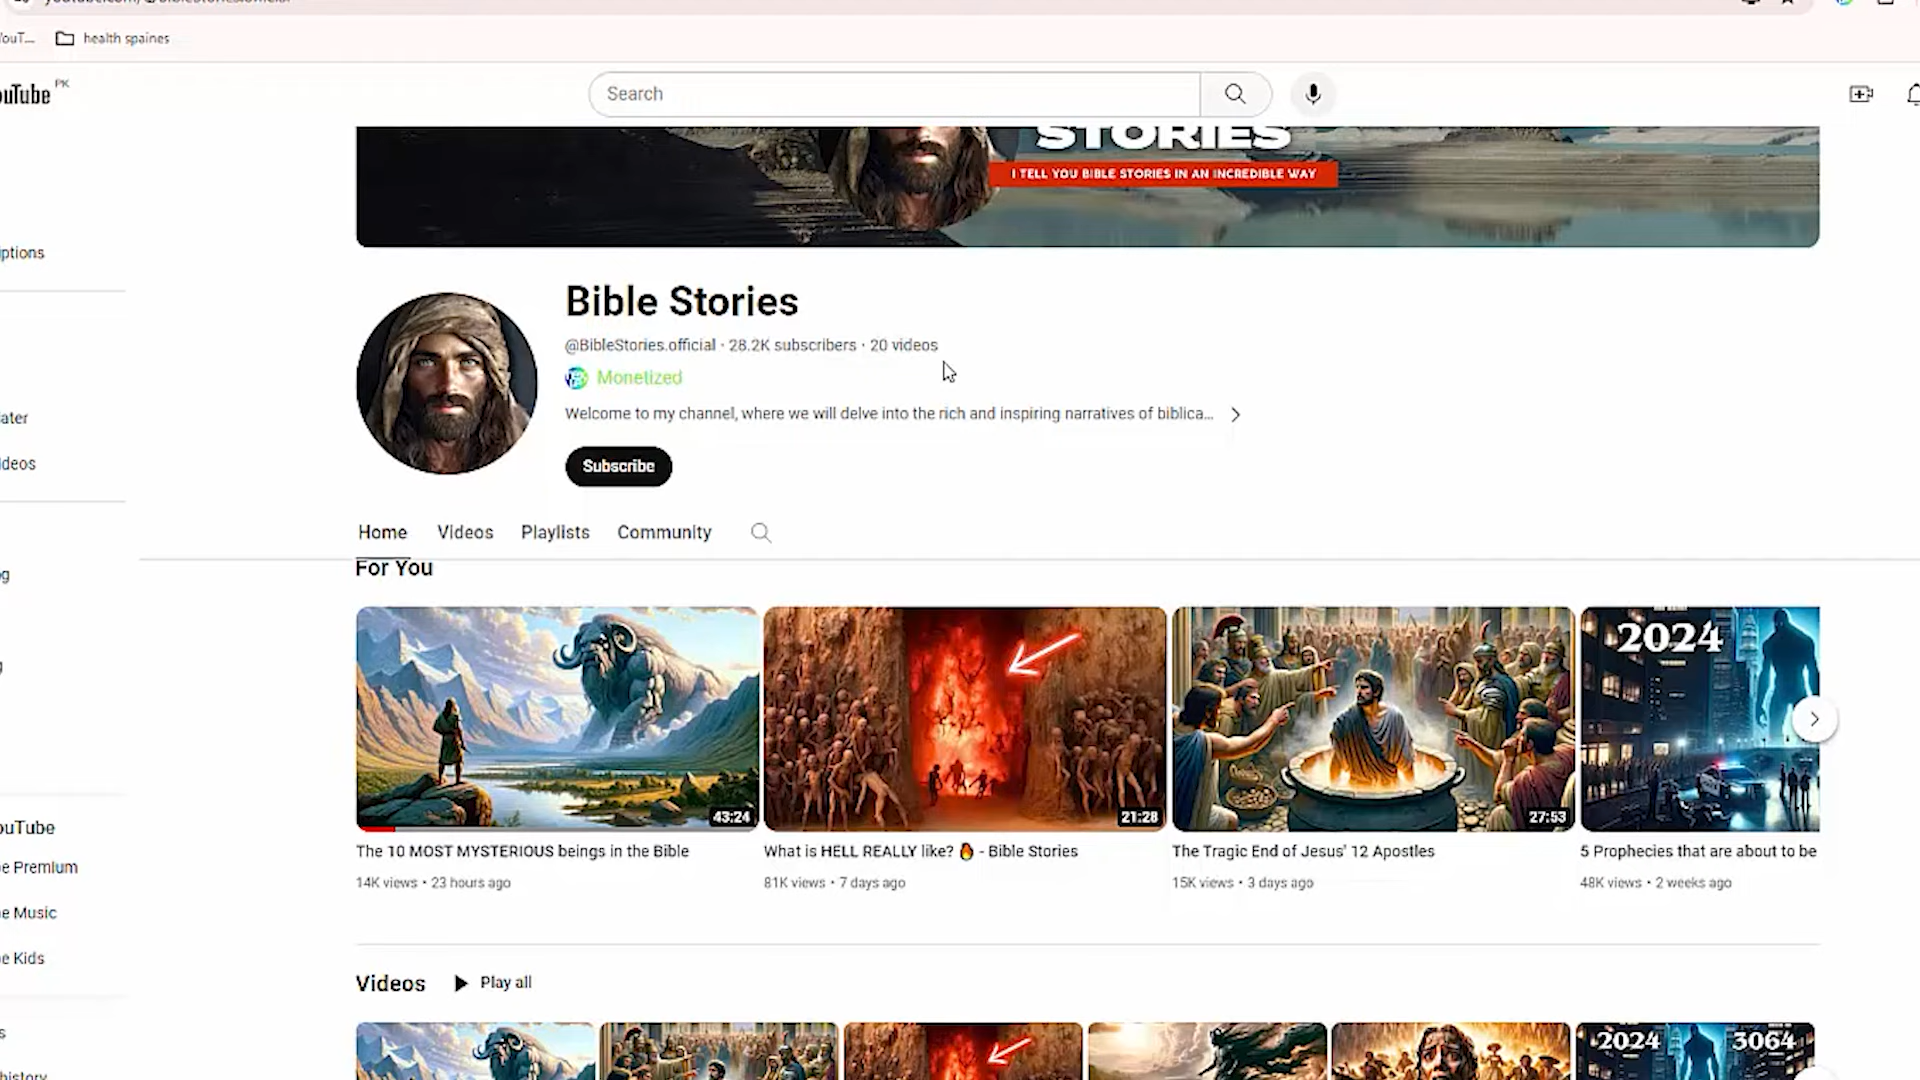 ouT...
health spaines
ouTube PK
Search
STORIES
I TELL YOU BIBLE STORIES IN AN INCREDIBLE WAY
iptions
Bible Stories
@BibleStories.official · 28.2K subscribers · 20 videos
Monetized
Welcome to my channel, where we will delve into the rich and inspiring narratives of biblica...
ater
Subscribe
deos
Home Videos Playlists Community
For You
g
2024
43:24
21:28
27:53
ouTube
The 10 MOST MYSTERIOUS beings in the Bible
What is HELL REALLY like? 🔥 - Bible Stories
The Tragic End of Jesus' 12 Apostles
5 Prophecies that are about to be
14K views • 23 hours ago
81K views • 7 days ago
15K views • 3 days ago
48K views • 2 weeks ago
e Premium
e Music
e Kids
Videos Play all
s
2024 3064
history